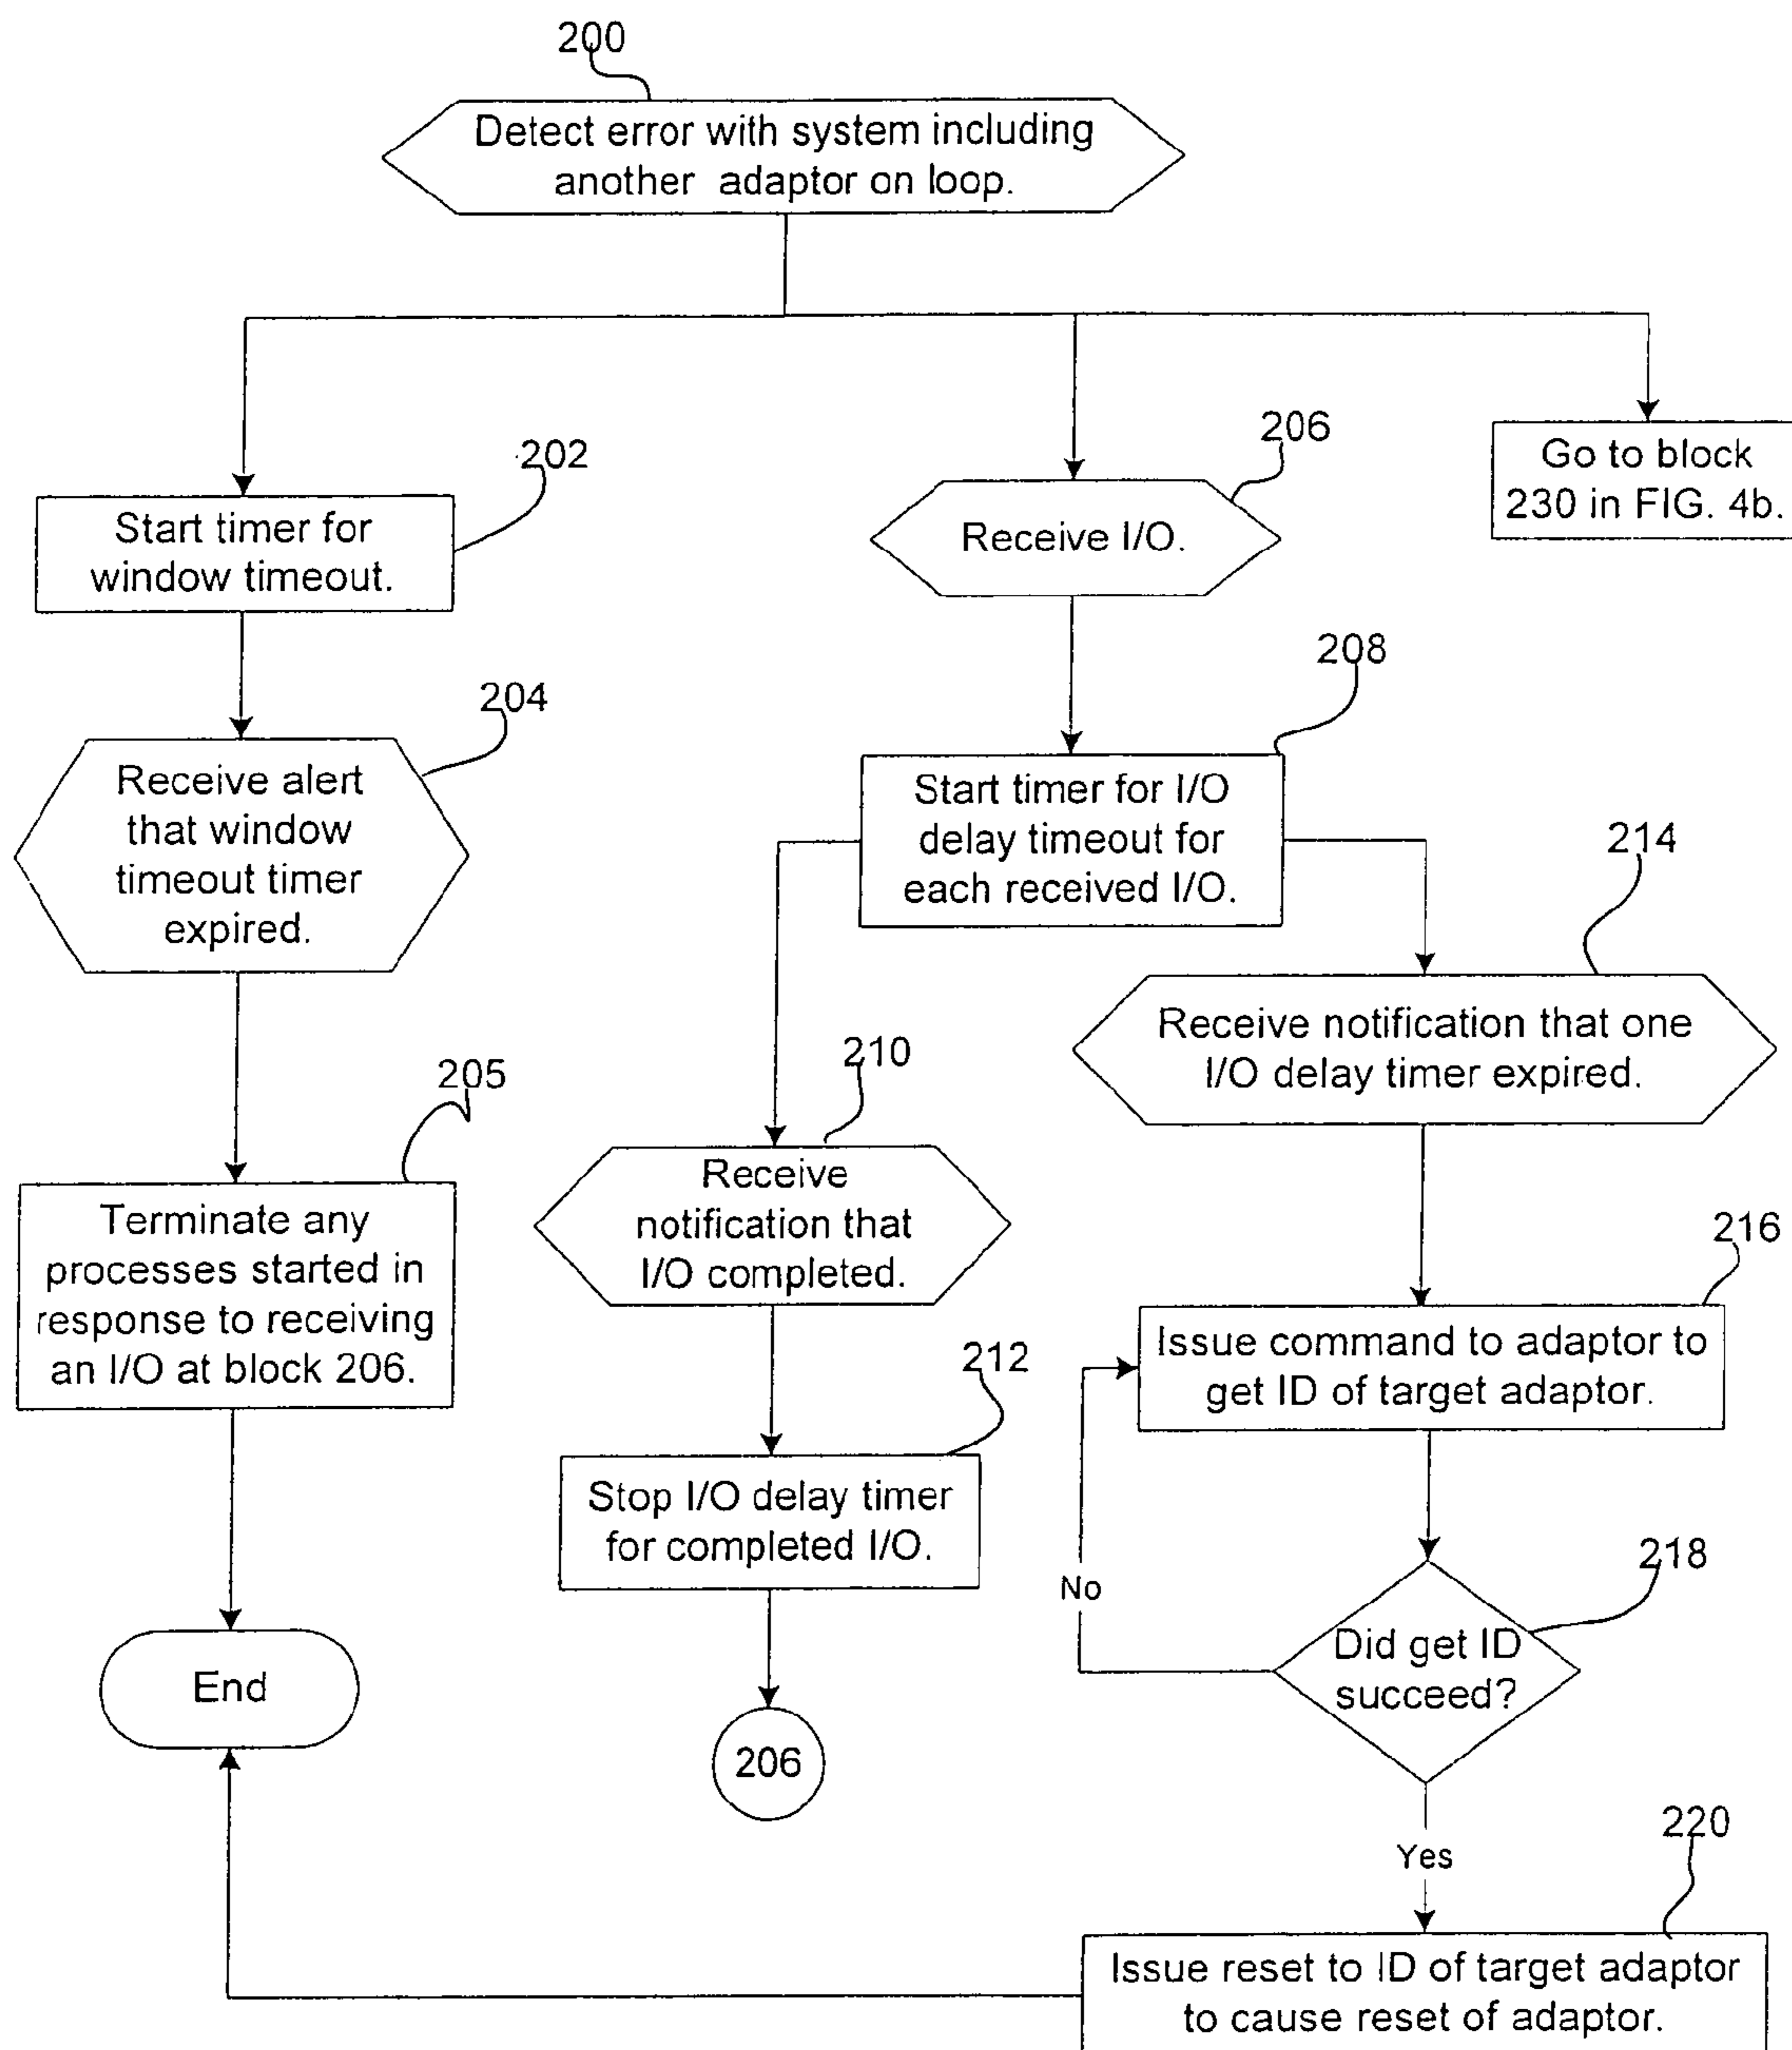 200
Detect error with system including
another adaptor on loop.
202
Start timer for
window timeout.
206
Receive I/O.
Go to block
230 in FIG. 4b.
204
Receive alert
that window
timeout timer
expired.
208
Start timer for I/O
delay timeout for
each received I/O.
214
Receive notification that one
I/O delay timer expired.
205
Terminate any
processes started in
response to receiving
an I/O at block 206.
210
Receive
notification that
I/O completed.
216
Issue command to adaptor to
get ID of target adaptor.
212
Stop I/O delay timer
for completed I/O.
218
Did get ID
succeed?
No
End
206
Yes
220
Issue reset to ID of target adaptor
to cause reset of adaptor.